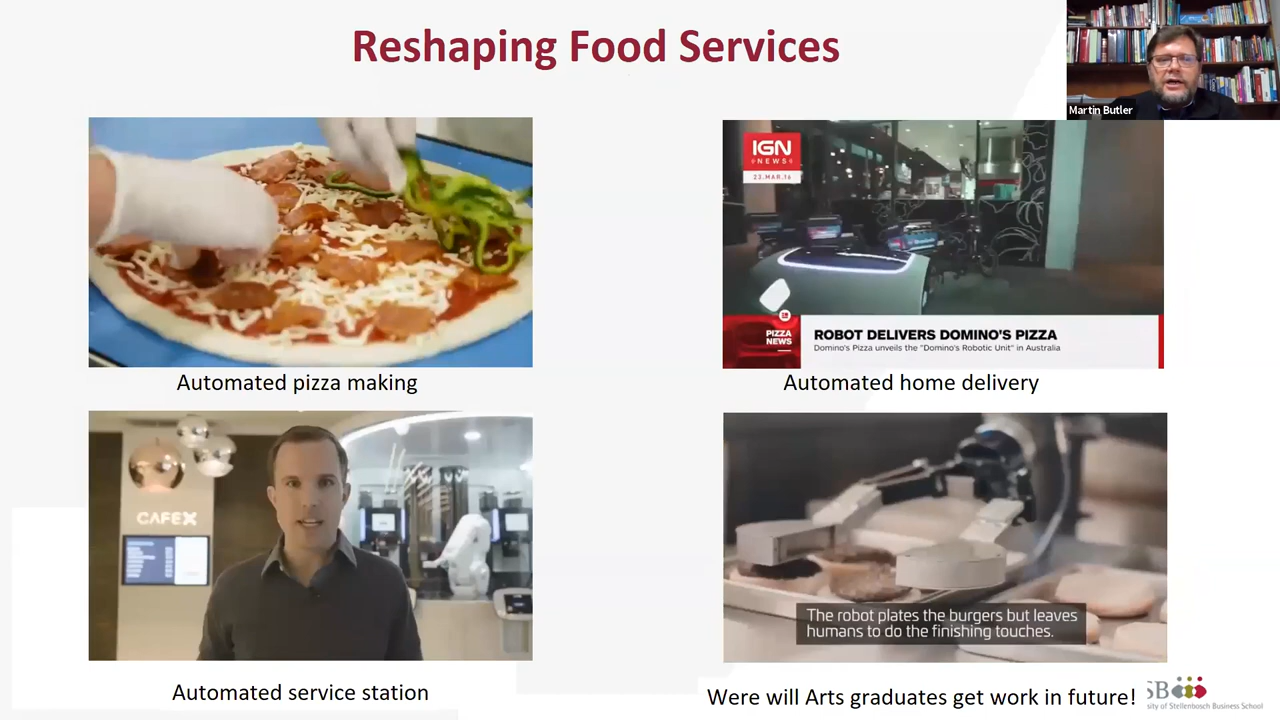 Reshaping Food Services
Martin Butler
IGN
NEWS
23.MAR.16
PIZZA
NEWS
ROBOT DELIVERS DOMINO'S PIZZA
Domino's Pizza unveils the "Domino's Robotic Unit" in Australia
Automated pizza making
Automated home delivery
CAFEX
The robot plates the burgers but leaves
humans to do the finishing touches.
Automated service station
Were will Arts graduates get work in future!
SB
sity of Stellenbosch Business School